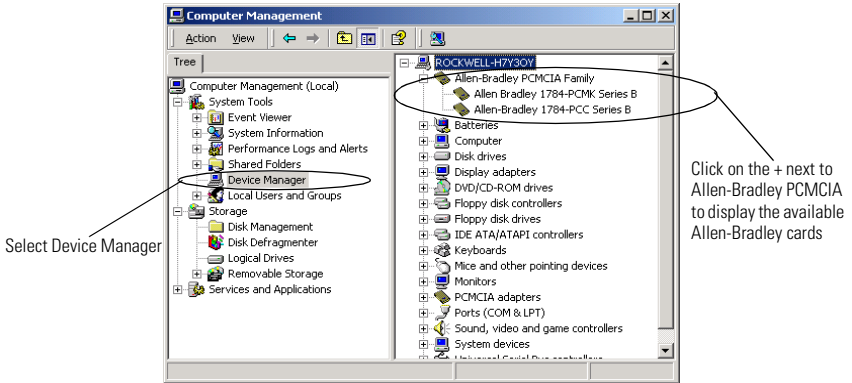 Computer Management
Action View
Tree
Computer Management (Local)
System Tools
Event Viewer
System Information
Performance Logs and Alerts
Shared Folders
Device Manager
Local Users and Groups
Storage
Disk Management
Disk Defragmenter
Logical Drives
Removable Storage
Services and Applications
ROCKWELL-H7Y3OY
Allen-Bradley PCMCIA Family
Allen Bradley 1784-PCMK Series B
Allen-Bradley 1784-PCC Series B
Batteries
Computer
Disk drives
Display adapters
DVD/CD-ROM drives
Floppy disk controllers
Floppy disk drives
IDE ATA/ATAPI controllers
Keyboards
Mice and other pointing devices
Monitors
PCMCIA adapters
Ports (COM & LPT)
Sound, video and game controllers
System devices
Universal Serial Bus controllers
Select Device Manager
Click on the + next to
Allen-Bradley PCMCIA
to display the available
Allen-Bradley cards